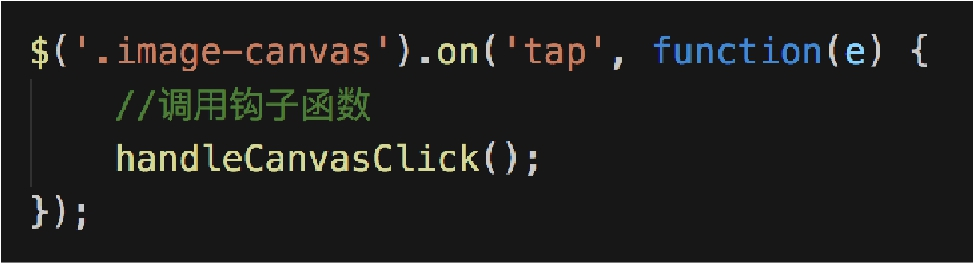 $('.image-canvas').on('tap', function(e) {
    //调用钩子函数
    handleCanvasClick();
});